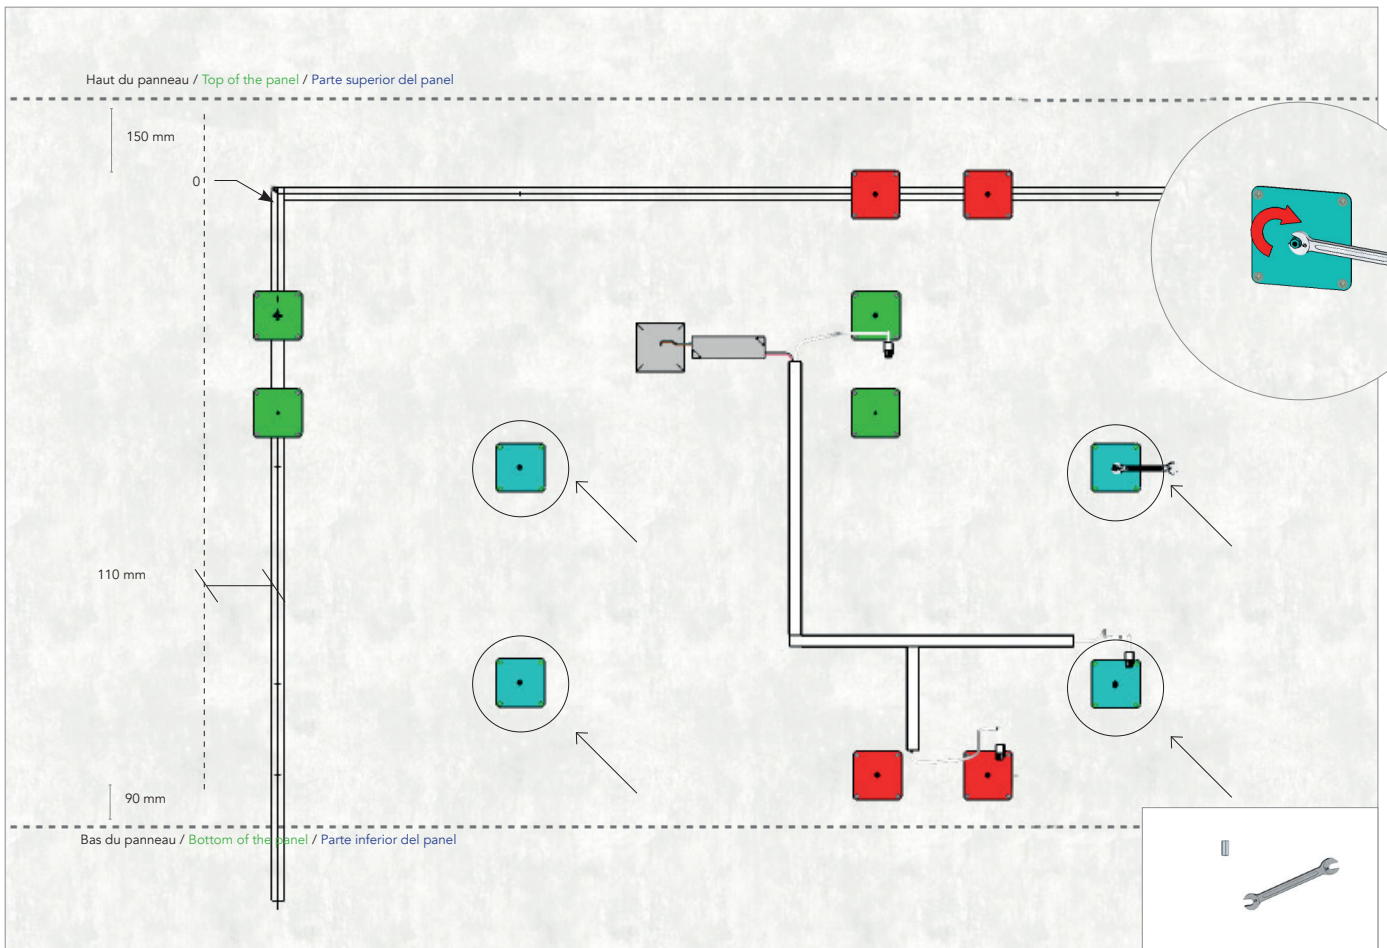 Haut du panneau / Top of the panel / Parte superior del panel
150 mm
0
110 mm
90 mm
Bas du panneau / Bottom of the panel / Parte inferior del panel